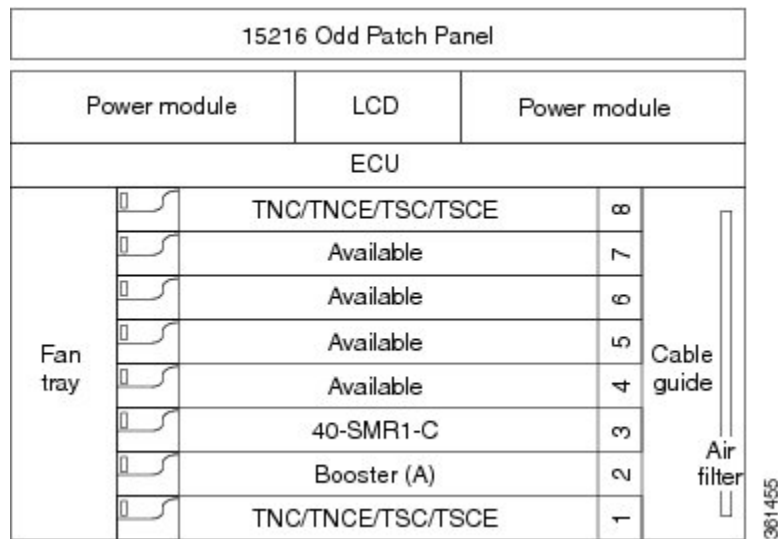 15216 Odd Patch Panel
Power module
LCD
Power module
ECU
TNC/TNCE/TSC/TSCE
8
Available
7
Available
6
Available
5
Available
4
40-SMR1-C
3
Booster (A)
2
TNC/TNCE/TSC/TSCE
1
Fan
tray
Cable
guide
Air
filter
361455